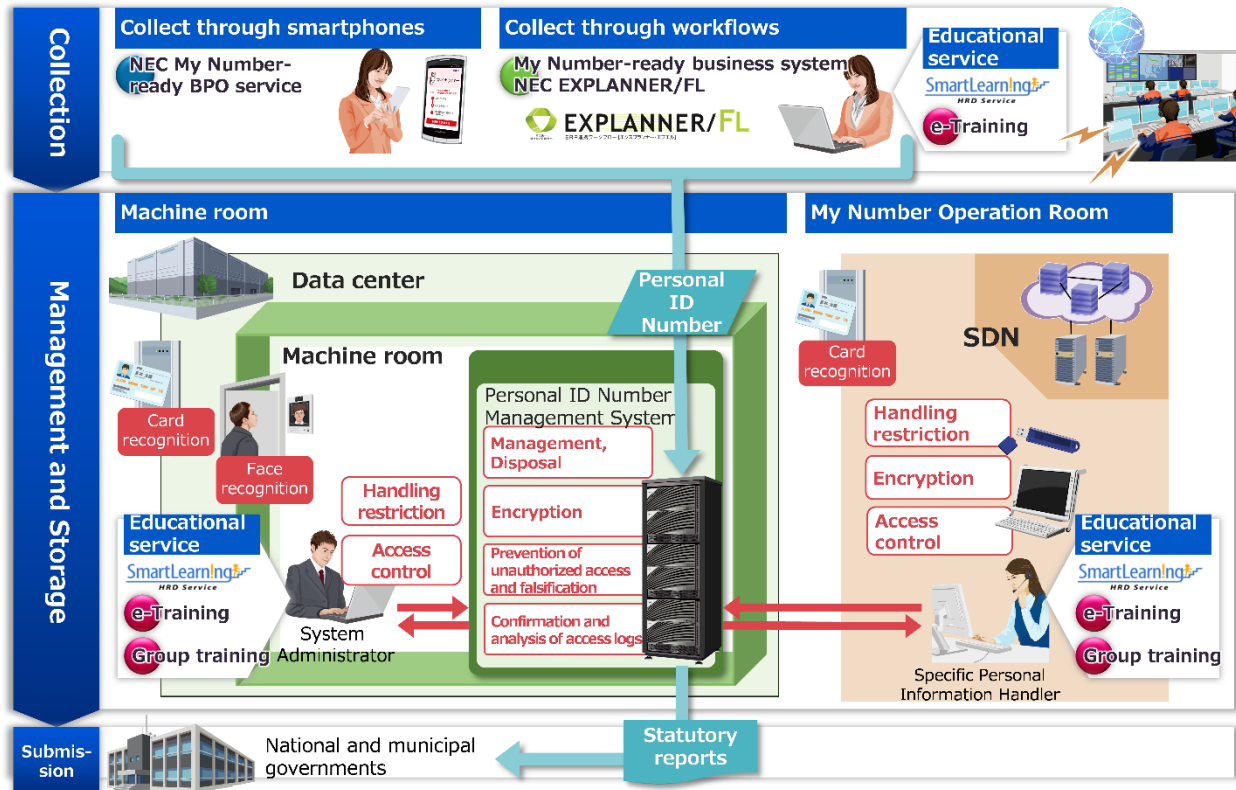 Collection
Collect through smartphones
NEC My Number-
ready BPO service
Collect through workflows
My Number-ready business system
NEC EXPLANNER/FL
EXPLANNER/FL
Educational
service
SmartLearning
HRD Service
e-Training
Management and Storage
Machine room
Data center
Machine room
Card
recognition
Face
recognition
Personal
ID
Number
Personal ID Number
Management System
Management,
Disposal
Encryption
Prevention of
unauthorized access
and falsification
Confirmation and
analysis of access logs
Handling
restriction
Access
control
Educational
service
SmartLearning
HRD Service
e-Training
Group training
System
Administrator
My Number Operation Room
Card
recognition
SDN
Handling
restriction
Encryption
Access
control
Educational
service
SmartLearning
HRD Service
e-Training
Group training
Specific Personal
Information Handler
Submis-
sion
National and municipal
governments
Statutory
reports